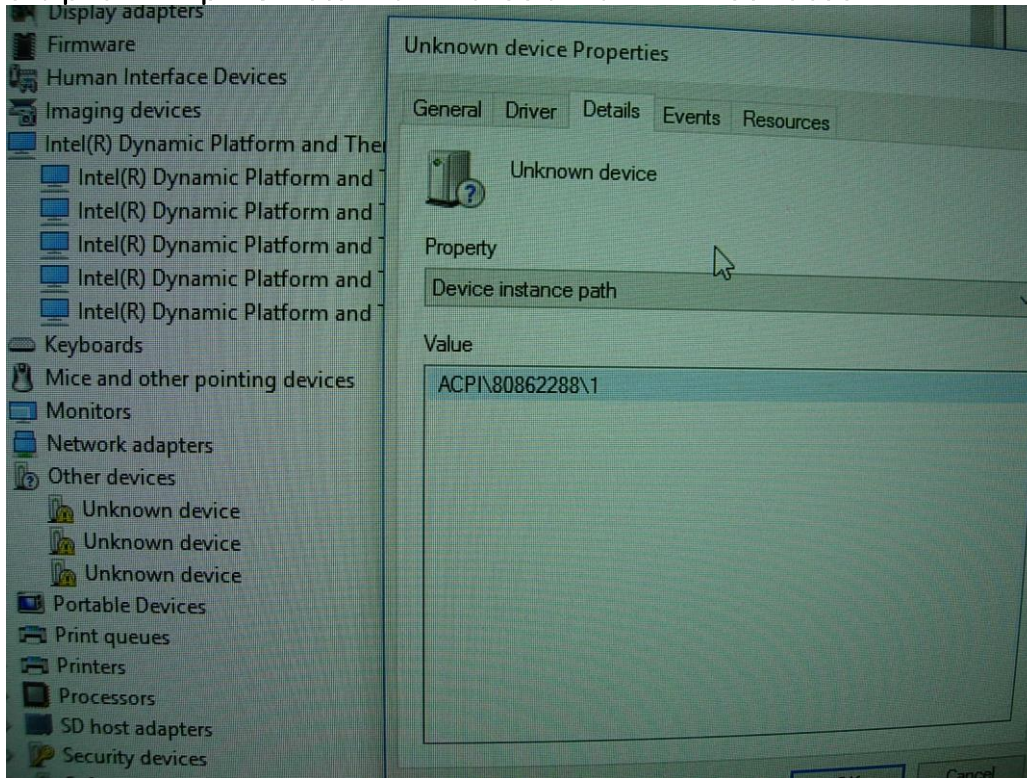 Display adapters
Firmware
Human Interface Devices
Imaging devices
Intel(R) Dynamic Platform and The
Intel(R) Dynamic Platform and
Intel(R) Dynamic Platform and
Intel(R) Dynamic Platform and
Intel(R) Dynamic Platform and
Intel(R) Dynamic Platform and
Keyboards
Mice and other pointing devices
Monitors
Network adapters
Other devices
Unknown device
Unknown device
Unknown device
Portable Devices
Print queues
Printers
Processors
SD host adapters
Security devices
Unknown device Properties
General Driver Details Events Resources
Unknown device
Property
Device instance path
Value
ACPI\80862288\1
Cancel